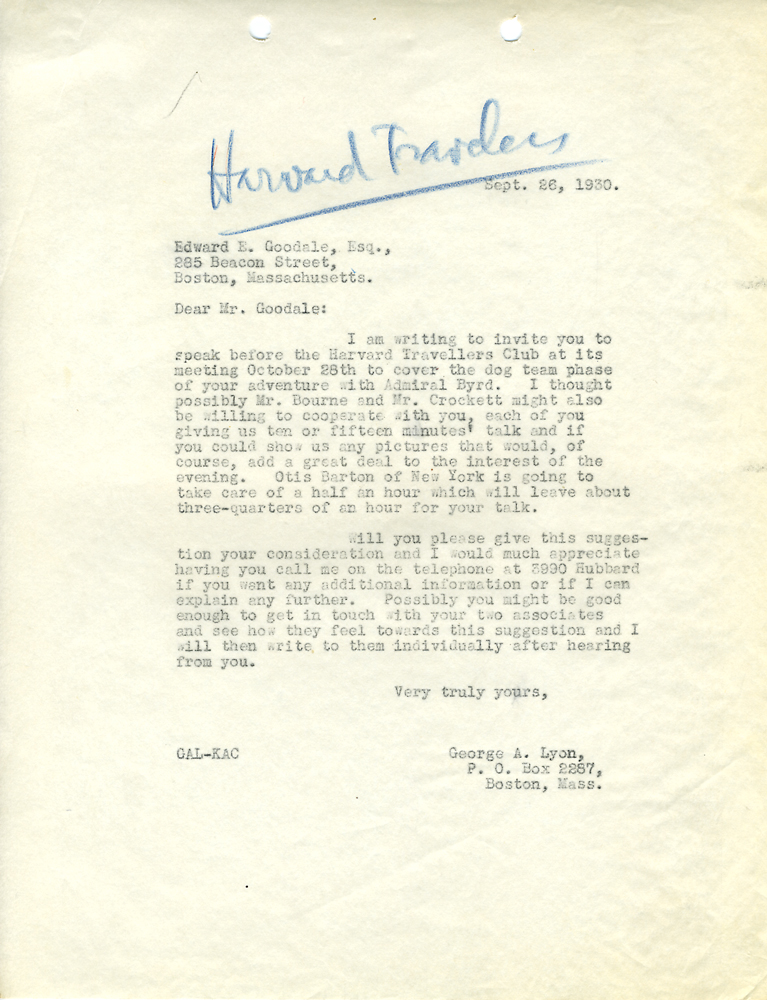 Harvard Travelers
Sept. 26, 1930.
Edward E. Goodale, Esq.,
285 Beacon Street,
Boston, Massachusetts.
Dear Mr. Goodale:
I am writing to invite you to
speak before the Harvard Travellers Club at its
meeting October 28th to cover the dog team phase
of your adventure with Admiral Byrd. I thought
possibly Mr. Bourne and Mr. Crockett might also
be willing to cooperate with you, each of you
giving us ten or fifteen minutes' talk and if
you could show us any pictures that would, of
course, add a great deal to the interest of the
evening. Otis Barton of New York is going to
take care of a half an hour which will leave about
three-quarters of an hour for your talk.
Will you please give this sugges-
tion your consideration and I would much appreciate
having you call me on the telephone at 3990 Hubbard
if you want any additional information or if I can
explain any further. Possibly you might be good
enough to get in touch with your two associates
and see how they feel towards this suggestion and I
will then write to them individually after hearing
from you.
Very truly yours,
GAL-KAC
George A. Lyon,
P. O. Box 2287,
Boston, Mass.